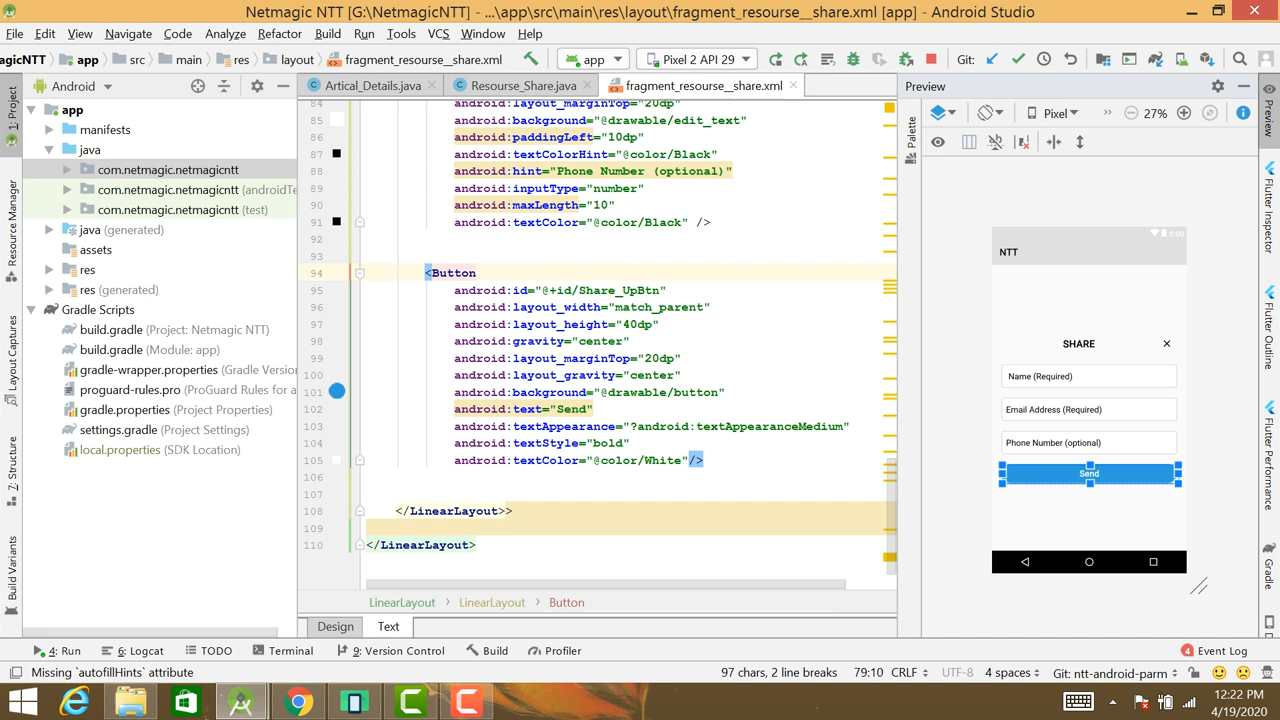 Netmagic NTT [G:\NetmagicNTT] - ...\app\src\main\res\layout\fragment_resourse__share.xml [app] - Android Studio
File Edit View Navigate Code Analyze Refactor Build Run Tools VCS Window Help
agicNTT app src main res layout fragment_resourse__share.xml app Pixel 2 API 29 Git:
Android Artical_Details.java Resourse_Share.java fragment_resourse__share.xml Preview
1: Project
Resource Manager
Layout Captures
7: Structure
Build Variants
app
manifests
java
com.netmagic.netmagicntt
com.netmagic.netmagicntt (androidTe
com.netmagic.netmagicntt (test)
java (generated)
assets
res
res (generated)
Gradle Scripts
build.gradle (Project: Netmagic NTT)
build.gradle (Module: app)
gradle-wrapper.properties (Gradle Version
proguard-rules.pro (ProGuard Rules for a
gradle.properties (Project Properties)
settings.gradle (Project Settings)
local.properties (SDK Location)
84 android:layout_marginTop="20dp"
85 android:background="@drawable/edit_text"
86 android:paddingLeft="10dp"
87 android:textColorHint="@color/Black"
88 android:hint="Phone Number (optional)"
89 android:inputType="number"
90 android:maxLength="10"
91 android:textColor="@color/Black" />
92
93
94 <Button
95 android:id="@+id/Share_UpBtn"
96 android:layout_width="match_parent"
97 android:layout_height="40dp"
98 android:gravity="center"
99 android:layout_marginTop="20dp"
100 android:layout_gravity="center"
101 android:background="@drawable/button"
102 android:text="Send"
103 android:textAppearance="?android:textAppearanceMedium"
104 android:textStyle="bold"
105 android:textColor="@color/White"/>
106
107
108 </LinearLayout>>
109
110 </LinearLayout>
LinearLayout › LinearLayout › Button
Design Text
Palette
Pixel 27%
8:00
NTT
SHARE
Name (Required)
Email Address (Required)
Phone Number (optional)
Send
Preview
Flutter Inspector
Flutter Outline
Flutter Performance
Gradle
4: Run 6: Logcat TODO Terminal 9: Version Control Build Profiler 4 Event Log
Missing `autofillHints` attribute 97 chars, 2 line breaks 79:10 CRLF UTF-8 4 spaces Git: ntt-android-parm
12:22 PM
4/19/2020